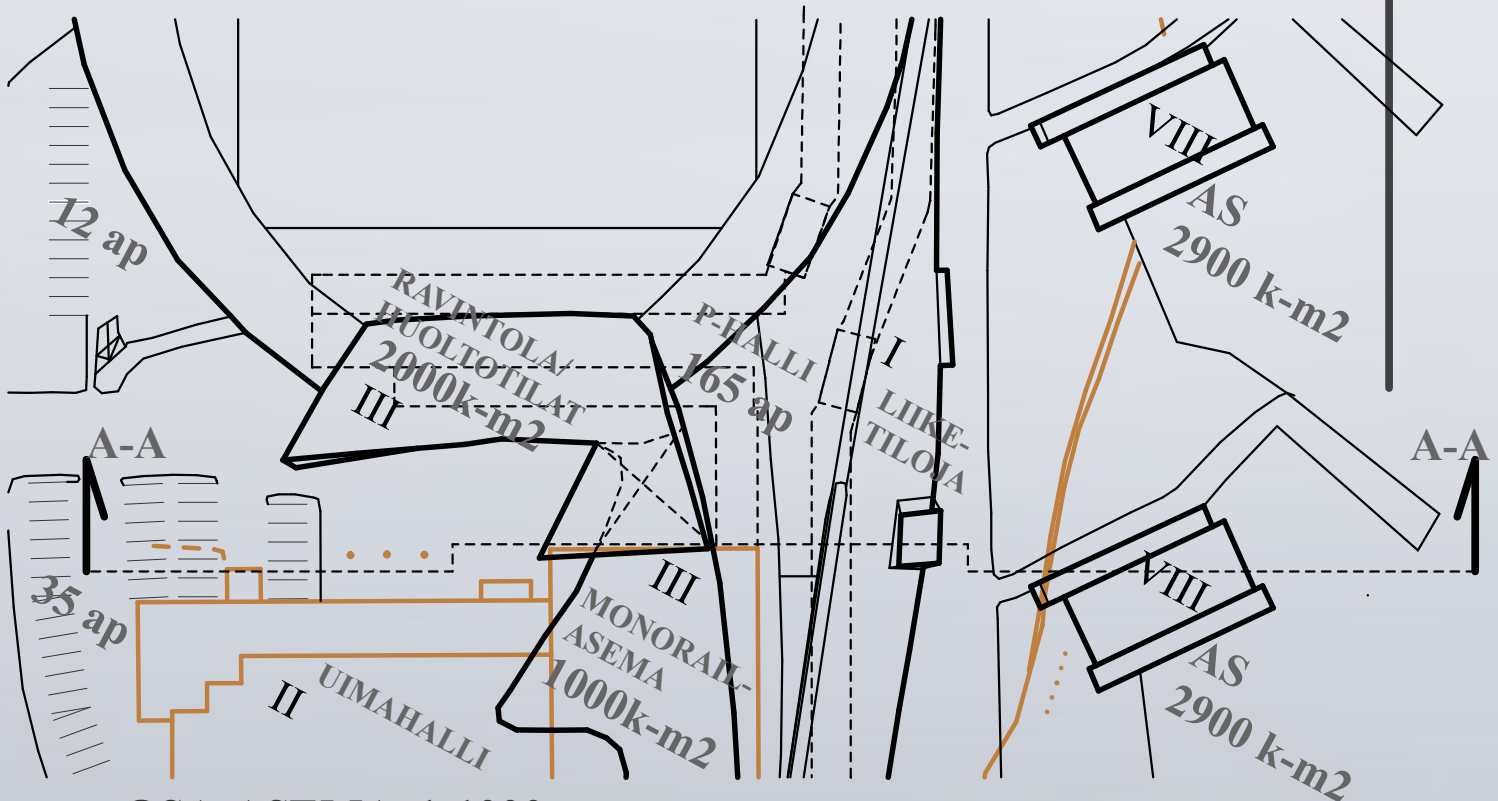 12 ap
RAVINTOLA/
HUOLTOTILAT
2000k-m2
III
P-HALLI
165 ap
I
LIIKE-
TILOJA
VIII
AS
2900 k-m2
A-A
A-A
35 ap
III
MONORAIL-
ASEMA
1000k-m2
II
UIMAHALLI
VIII
AS
2900 k-m2